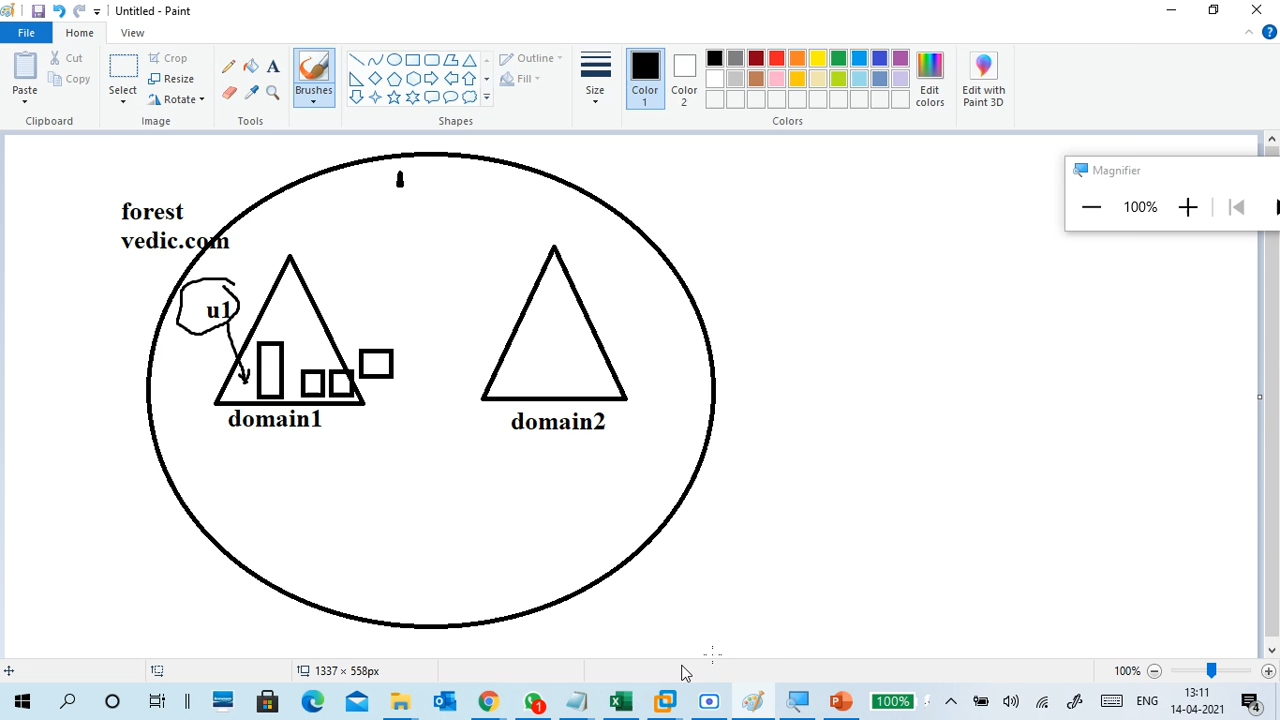 Untitled - Paint
File
Home
View
Paste
Cut
Copy
Clipboard
Select
Crop
Resize
Rotate
Image
A
Tools
Brushes
Outline
Fill
Shapes
Size
Color
1
Color
2
Edit
colors
Colors
Edit with
Paint 3D
Magnifier
100%
forest
vedic.com
u1
domain1
domain2
1337 × 558px
100%
1
100%
ENG
13:11
14-04-2021
4